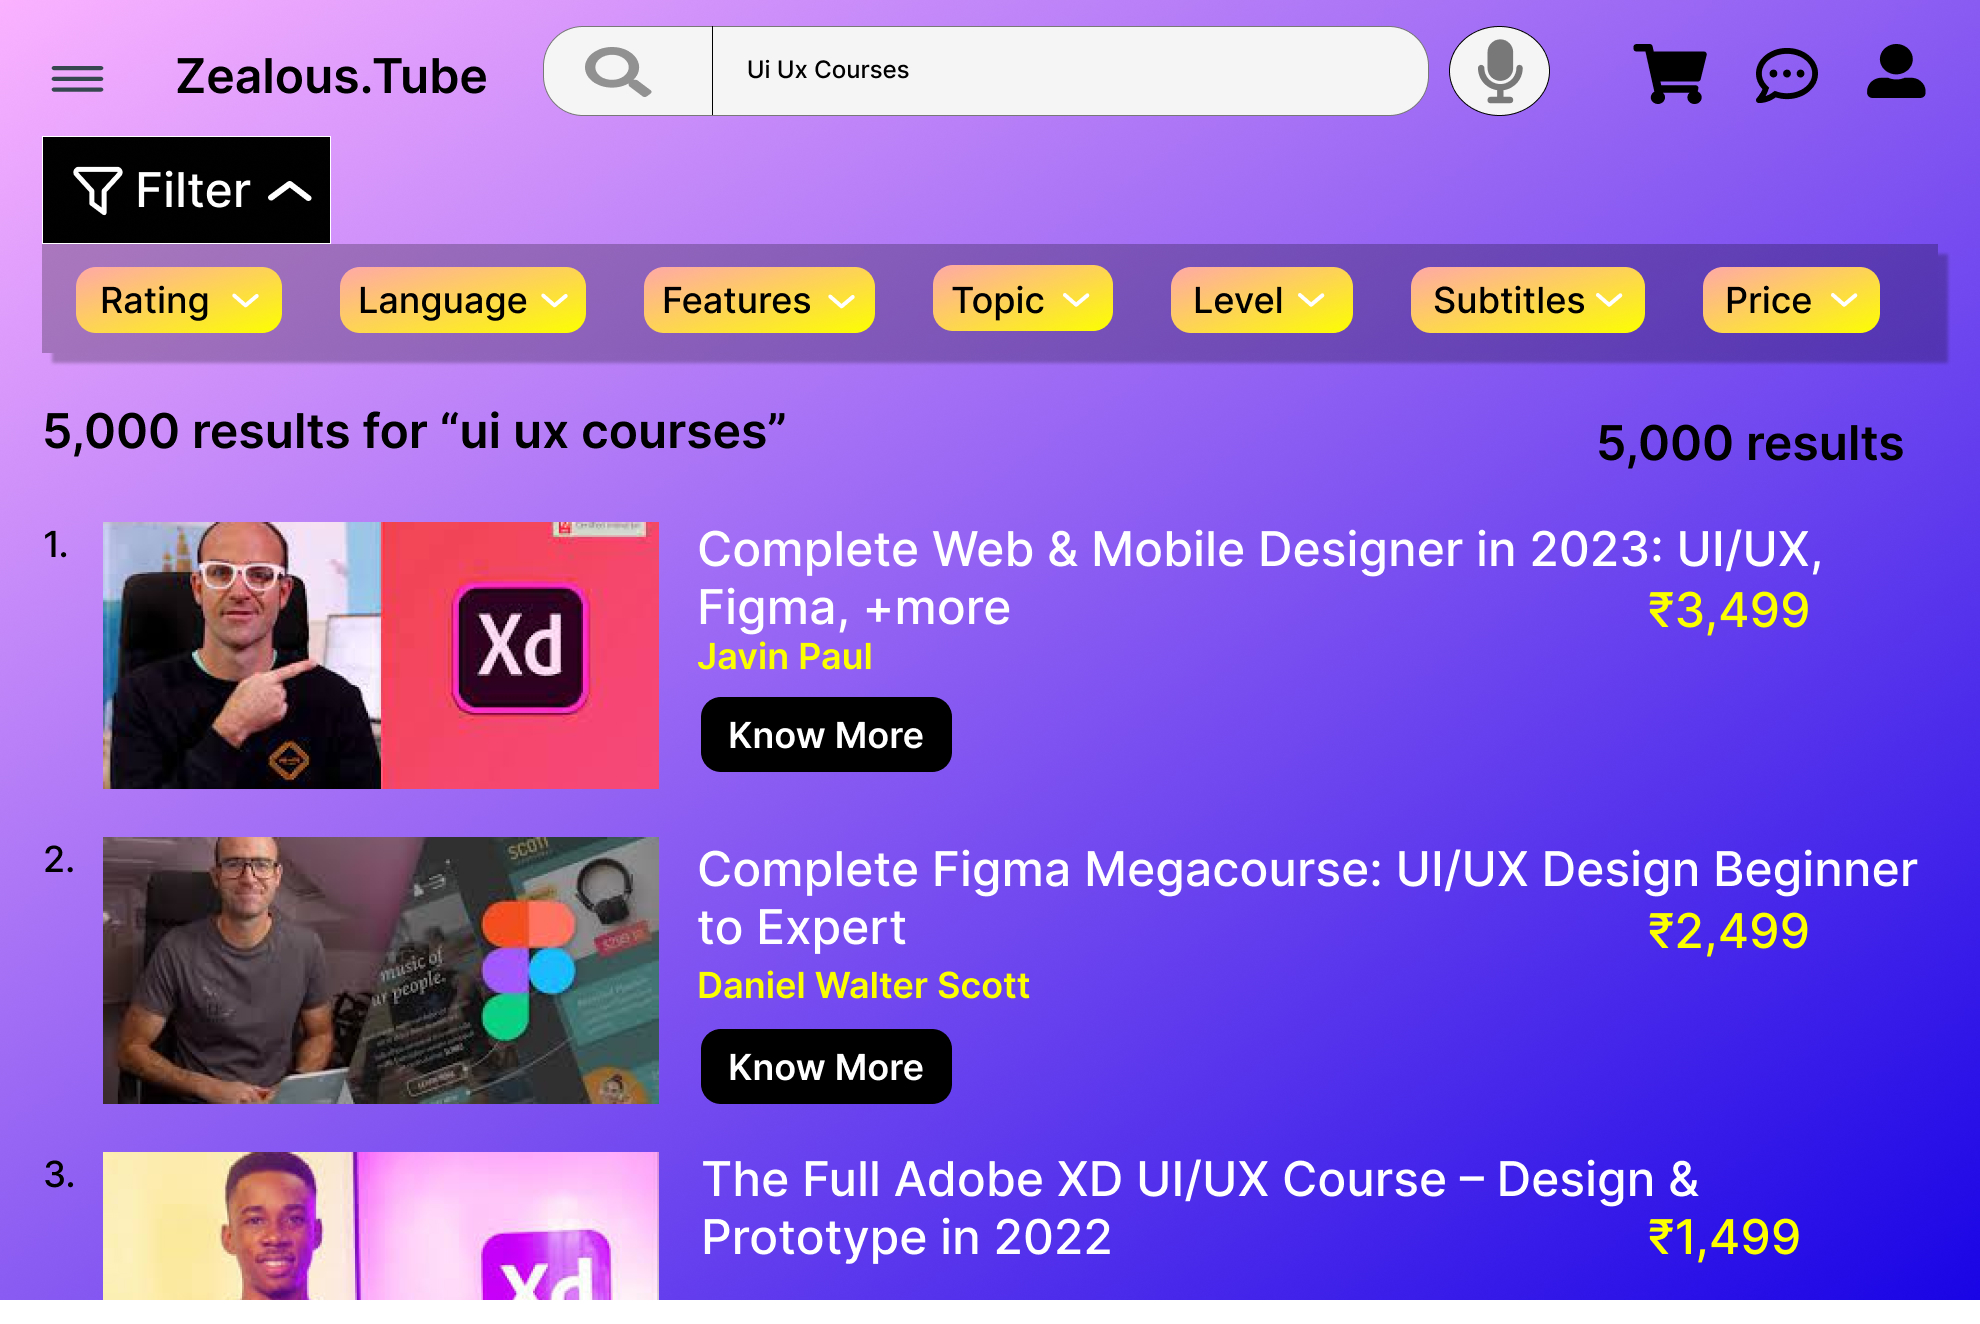 Zealous.Tube
Ui Ux Courses
Filter
Rating
Language
Features
Topic
Level
Subtitles
Price
5,000 results for “ui ux courses”
5,000 results
1.
Xd
Complete Web & Mobile Designer in 2023: UI/UX,
Figma, +more
₹3,499
Javin Paul
Know More
2.
SCOTT
music of
ur people.
Complete Figma Megacourse: UI/UX Design Beginner
to Expert
₹2,499
Daniel Walter Scott
Know More
3.
Xd
The Full Adobe XD UI/UX Course – Design &
Prototype in 2022
₹1,499